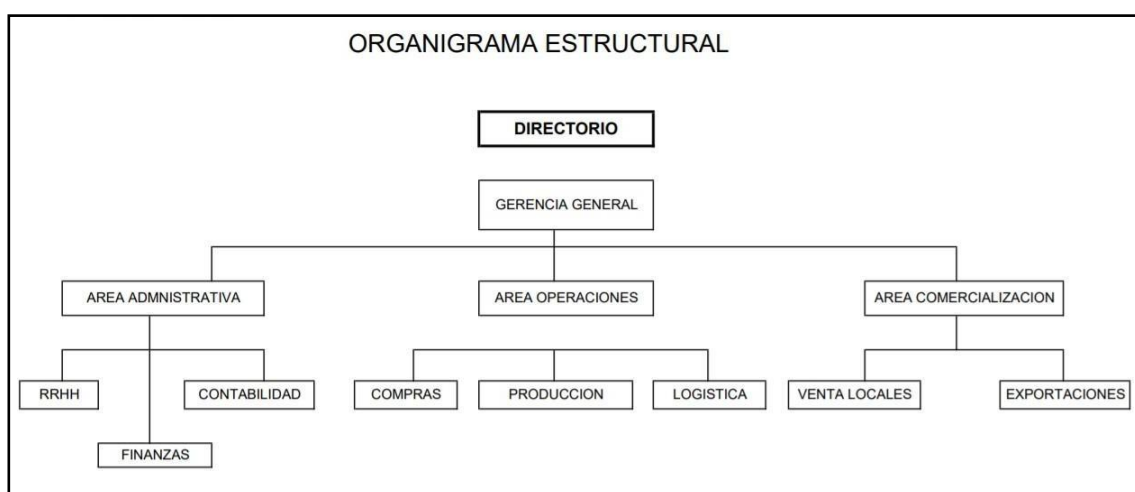 ORGANIGRAMA ESTRUCTURAL
DIRECTORIO
GERENCIA GENERAL
AREA ADMNISTRATIVA
AREA OPERACIONES
AREA COMERCIALIZACION
RRHH
CONTABILIDAD
COMPRAS
PRODUCCION
LOGISTICA
VENTA LOCALES
EXPORTACIONES
FINANZAS